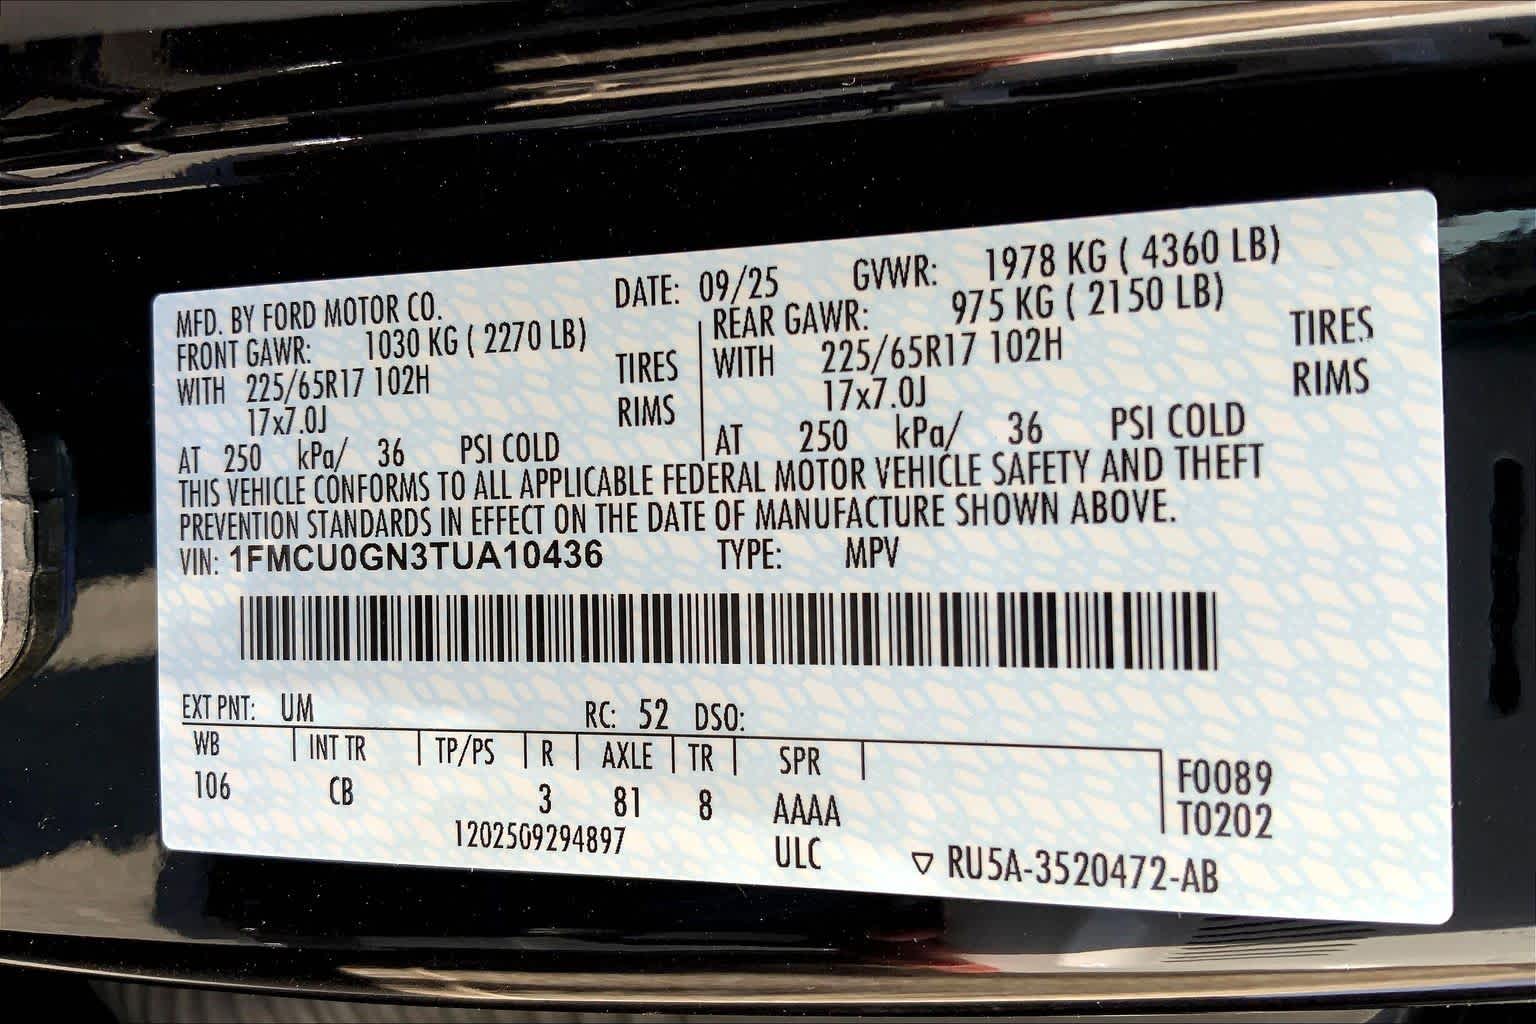 MFD. BY FORD MOTOR CO. DATE: 09/25 GVWR: 1978 KG ( 4360 LB)
FRONT GAWR: 1030 KG ( 2270 LB) REAR GAWR: 975 KG ( 2150 LB)
WITH 225/65R17 102H TIRES WITH 225/65R17 102H TIRES
17x7.0J RIMS 17x7.0J RIMS
AT 250 kPa/ 36 PSI COLD AT 250 kPa/ 36 PSI COLD
THIS VEHICLE CONFORMS TO ALL APPLICABLE FEDERAL MOTOR VEHICLE SAFETY AND THEFT
PREVENTION STANDARDS IN EFFECT ON THE DATE OF MANUFACTURE SHOWN ABOVE.
VIN: 1FMCU0GN3TUA10436 TYPE: MPV
EXT PNT: UM RC: 52 DSO:
WB INT TR TP/PS R AXLE TR SPR F0089
106 CB 3 81 8 AAAA T0202
1202509294897 ULC ▽ RU5A-3520472-AB